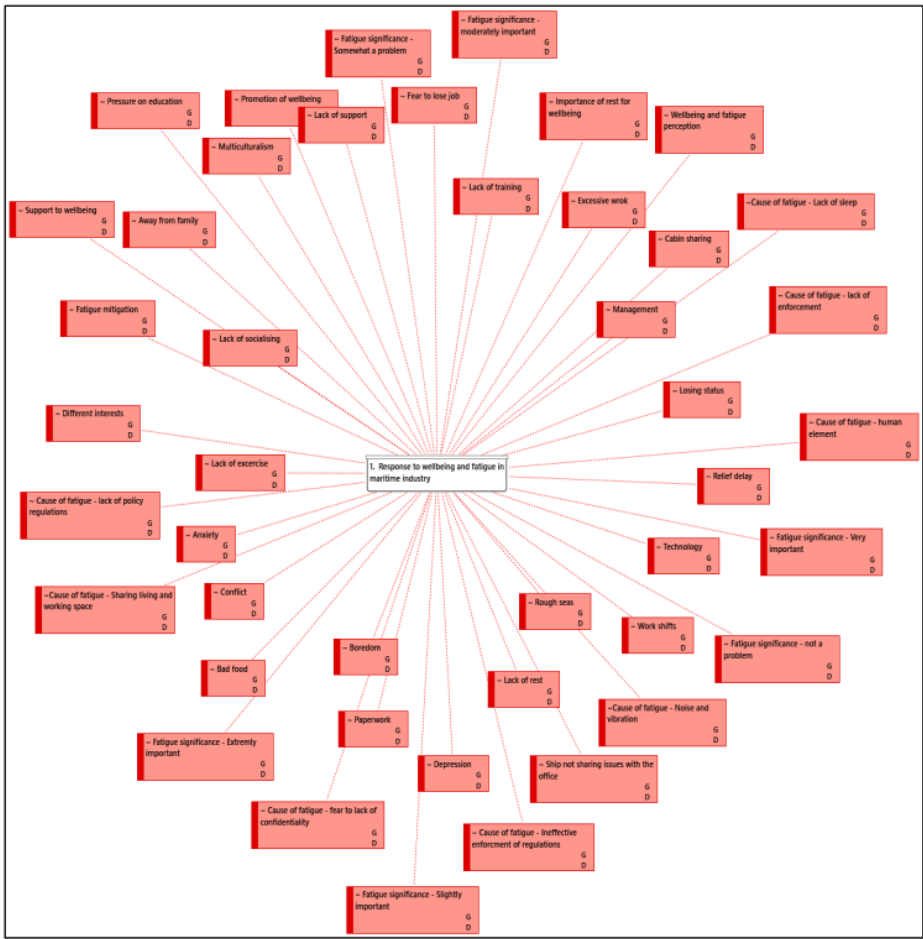 ~ Fatigue significance -
moderately important
G
D
~ Fatigue significance -
Somewhat a problem
G
D
~ Pressure on education
G
D
~ Promotion of wellbeing
~ Lack of support
G
D
~ Fear to lose job
G
D
~ Importance of rest for
wellbeing
G
D
~ Wellbeing and fatigue
perception
G
D
~ Multiculturalism
G
D
~ Lack of training
G
D
~ Excessive wrok
G
D
~Cause of fatigue - Lack of sleep
G
D
~ Support to wellbeing
G
D
~ Away from family
G
D
~ Cabin sharing
G
D
~ Fatigue mitigation
G
D
~ Lack of socialising
G
D
~ Management
G
D
~ Cause of fatigue - lack of
enforcement
G
D
~ Different interests
G
D
~ Losing status
G
D
~ Cause of fatigue - human
element
G
D
~ Lack of excercise
G
D
1. Response to wellbeing and fatigue in
maritime industry
~ Relief delay
G
D
~ Cause of fatigue - lack of policy
regulations
G
D
~ Anxiety
G
D
~ Technology
G
D
~ Fatigue significance - Very
important
G
D
~Cause of fatigue - Sharing living and
working space
G
D
~ Conflict
G
D
~ Rough seas
G
D
~ Work shifts
G
D
~ Fatigue significance - not a
problem
G
D
~ Boredom
G
D
~ Bad food
G
D
~ Lack of rest
G
D
~Cause of fatigue - Noise and
vibration
G
D
~ Paperwork
G
D
~ Fatigue significance - Extremly
important
G
D
~ Depression
G
D
~ Ship not sharing issues with the
office
G
D
~ Cause of fatigue - fear to lack of
confidentiality
G
D
~ Cause of fatigue - Ineffective
enforcment of regulations
G
D
~ Fatigue significance - Slightly
important
G
D